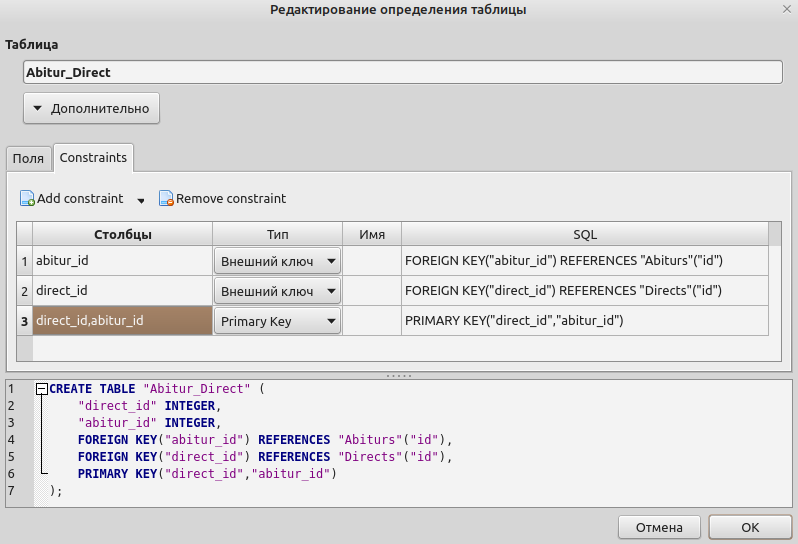 Редактирование определения таблицы
Таблица
Abitur_Direct
Дополнительно
Поля Constraints
Add constraint Remove constraint
Столбцы Тип Имя SQL
1 abitur_id Внешний ключ FOREIGN KEY("abitur_id") REFERENCES "Abiturs"("id")
2 direct_id Внешний ключ FOREIGN KEY("direct_id") REFERENCES "Directs"("id")
3 direct_id,abitur_id Primary Key PRIMARY KEY("direct_id","abitur_id")
1 CREATE TABLE "Abitur_Direct" (
2 "direct_id" INTEGER,
3 "abitur_id" INTEGER,
4 FOREIGN KEY("abitur_id") REFERENCES "Abiturs"("id"),
5 FOREIGN KEY("direct_id") REFERENCES "Directs"("id"),
6 PRIMARY KEY("direct_id","abitur_id")
7 );
Отмена OK